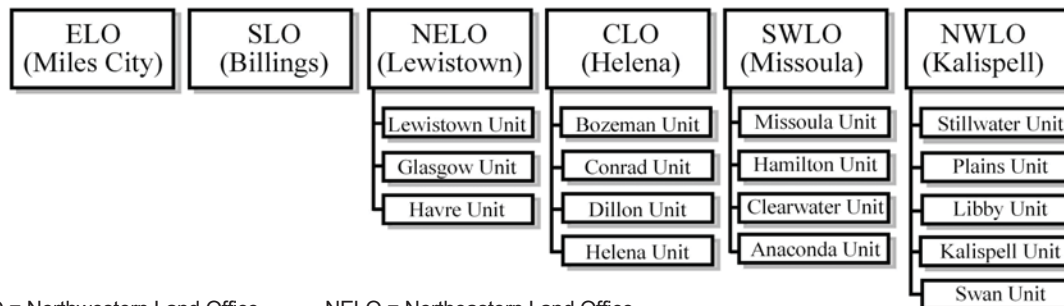 ELO
(Miles City)
SLO
(Billings)
NELO
(Lewistown)
CLO
(Helena)
SWLO
(Missoula)
NWLO
(Kalispell)
Lewistown Unit
Glasgow Unit
Havre Unit
Bozeman Unit
Conrad Unit
Dillon Unit
Helena Unit
Missoula Unit
Hamilton Unit
Clearwater Unit
Anaconda Unit
Stillwater Unit
Plains Unit
Libby Unit
Kalispell Unit
Swan Unit
= Northwestern Land Office NELO = Northeastern Land Office